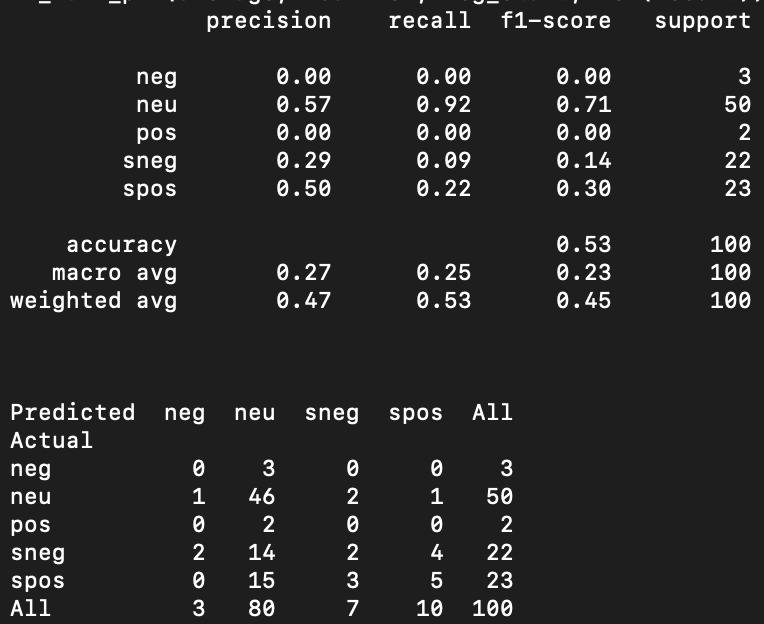 precision recall f1-score support
neg 0.00 0.00 0.00 3
neu 0.57 0.92 0.71 50
pos 0.00 0.00 0.00 2
sneg 0.29 0.09 0.14 22
spos 0.50 0.22 0.30 23
accuracy 0.53 100
macro avg 0.27 0.25 0.23 100
weighted avg 0.47 0.53 0.45 100
Predicted neg neu sneg spos All
Actual
neg 0 3 0 0 3
neu 1 46 2 1 50
pos 0 2 0 0 2
sneg 2 14 2 4 22
spos 0 15 3 5 23
All 3 80 7 10 100